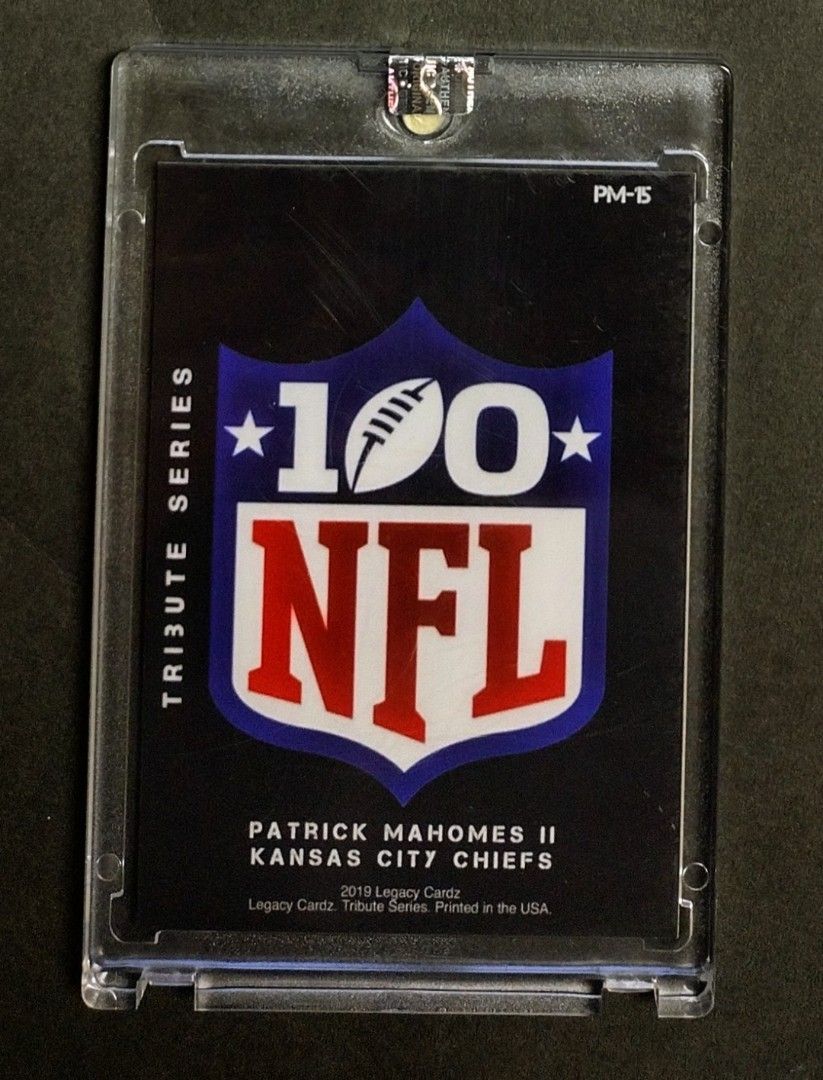 PM-15
TRIBUTE SERIES
100
NFL
PATRICK MAHOMES II
KANSAS CITY CHIEFS
2019 Legacy Cardz
Legacy Cardz. Tribute Series. Printed in the USA.